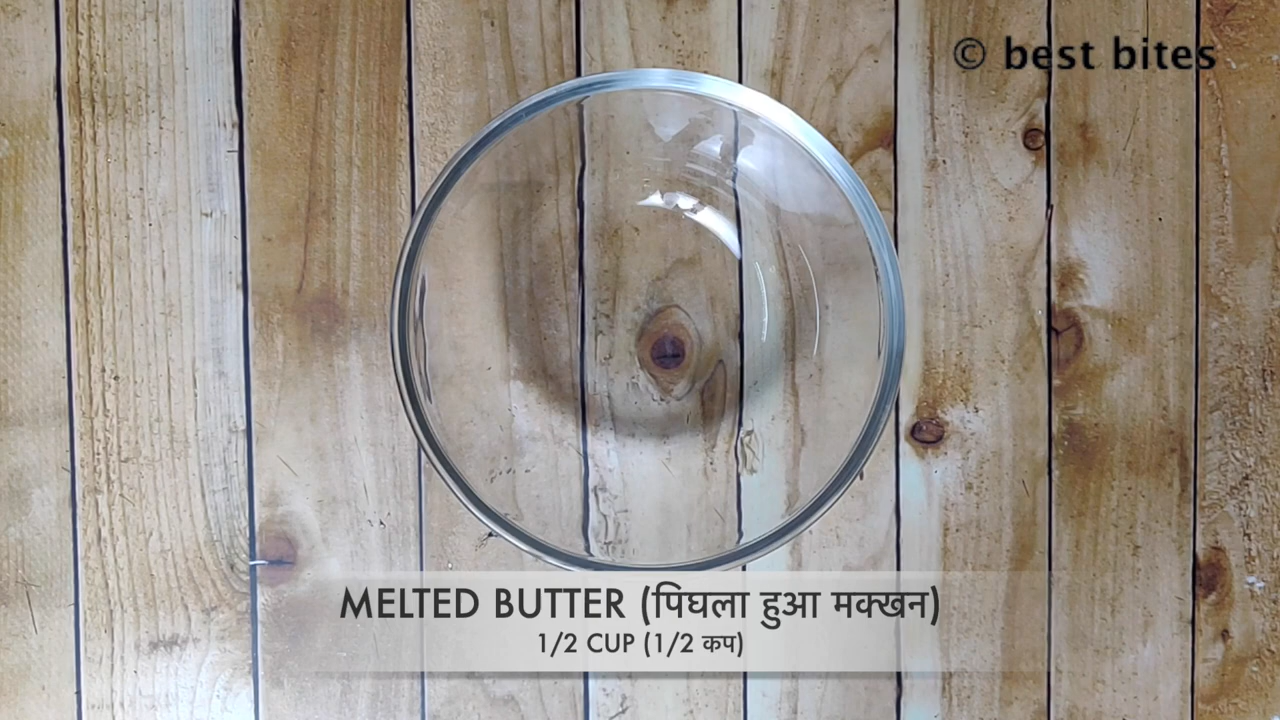 © best bites
MELTED BUTTER (पिघला हुआ मक्खन)
1/2 CUP (1/2 कप)